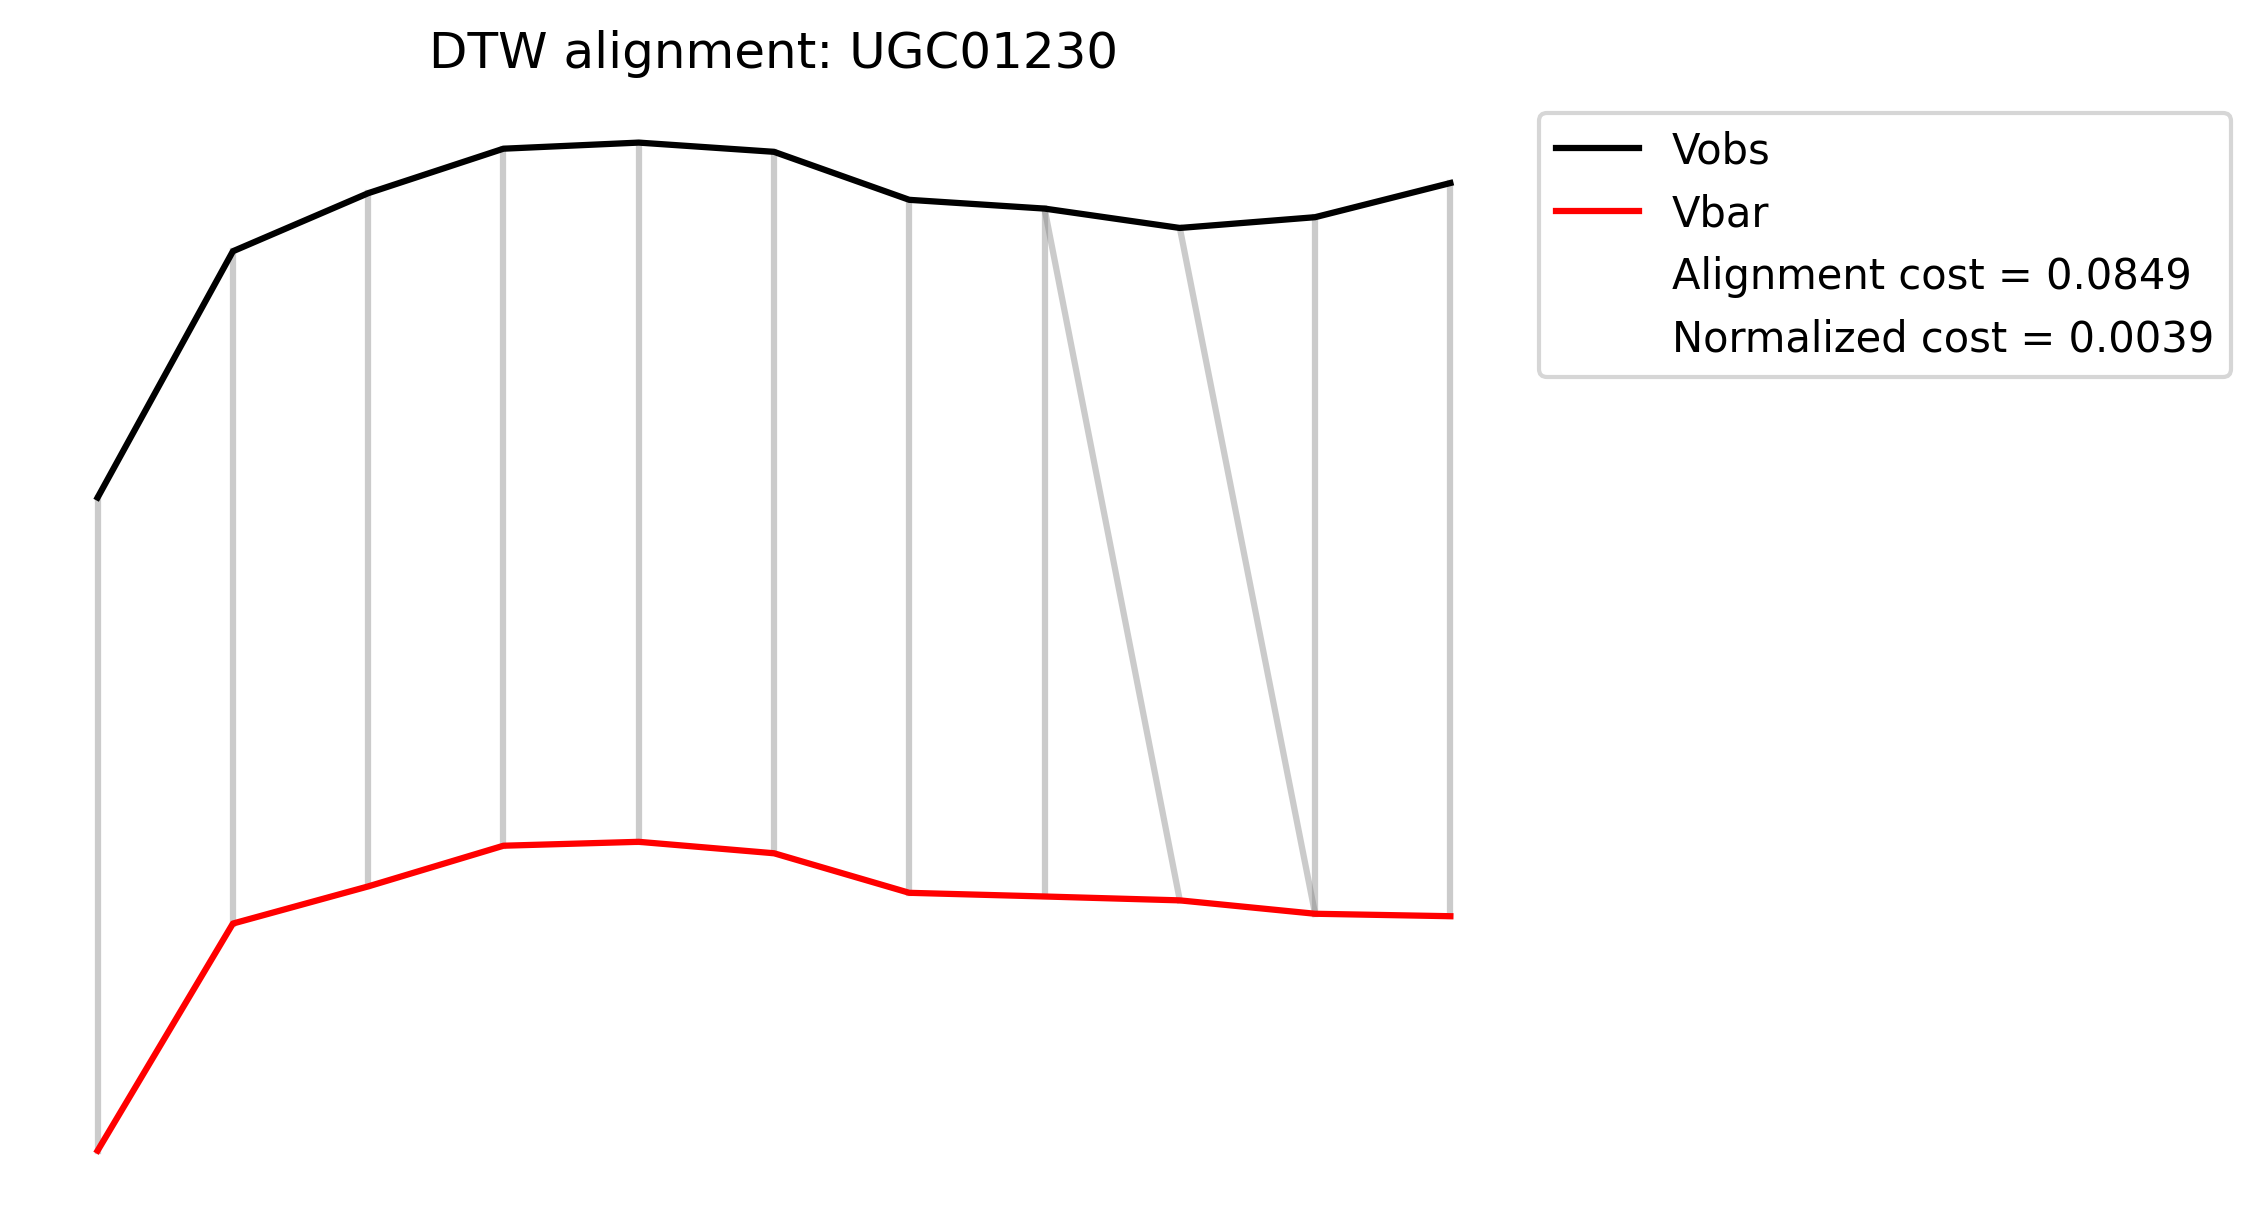 DTW alignment: UGC01230
Vobs
Vbar
Alignment cost = 0.0849
Normalized cost = 0.0039